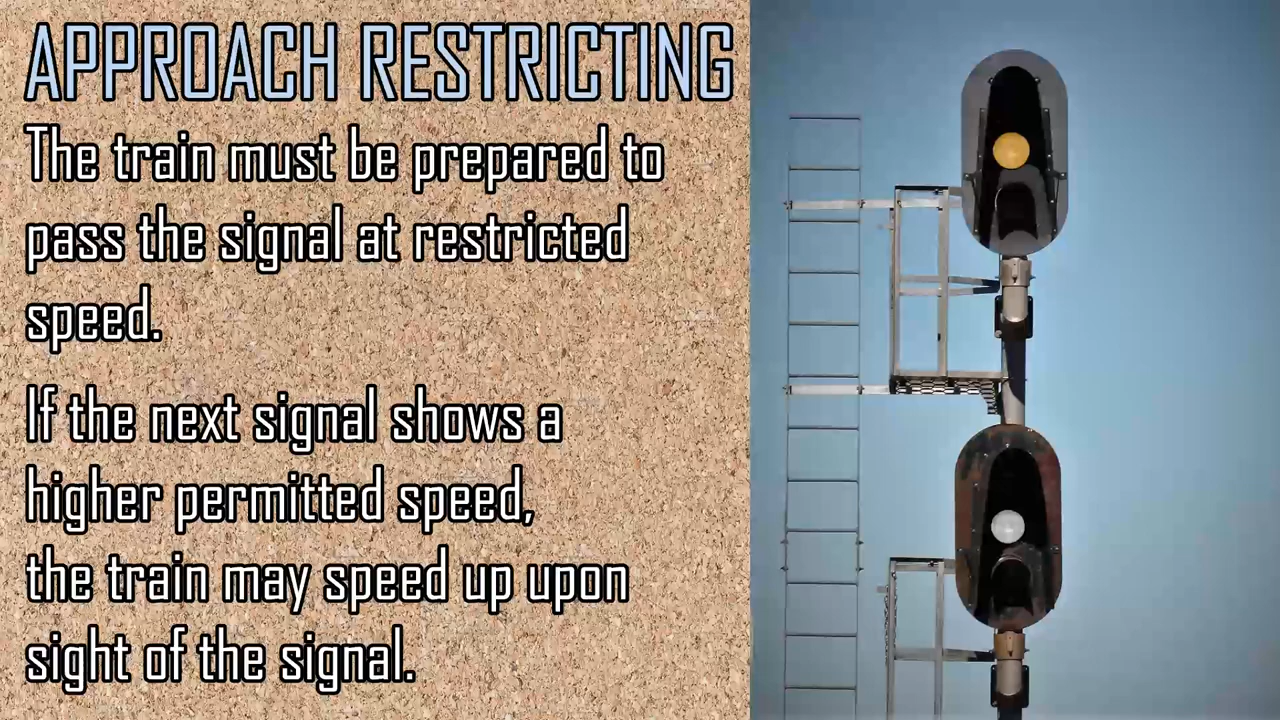 APPROACH RESTRICTING
The train must be prepared to
pass the signal at restricted
speed.
If the next signal shows a
higher permitted speed,
the train may speed up upon
sight of the signal.